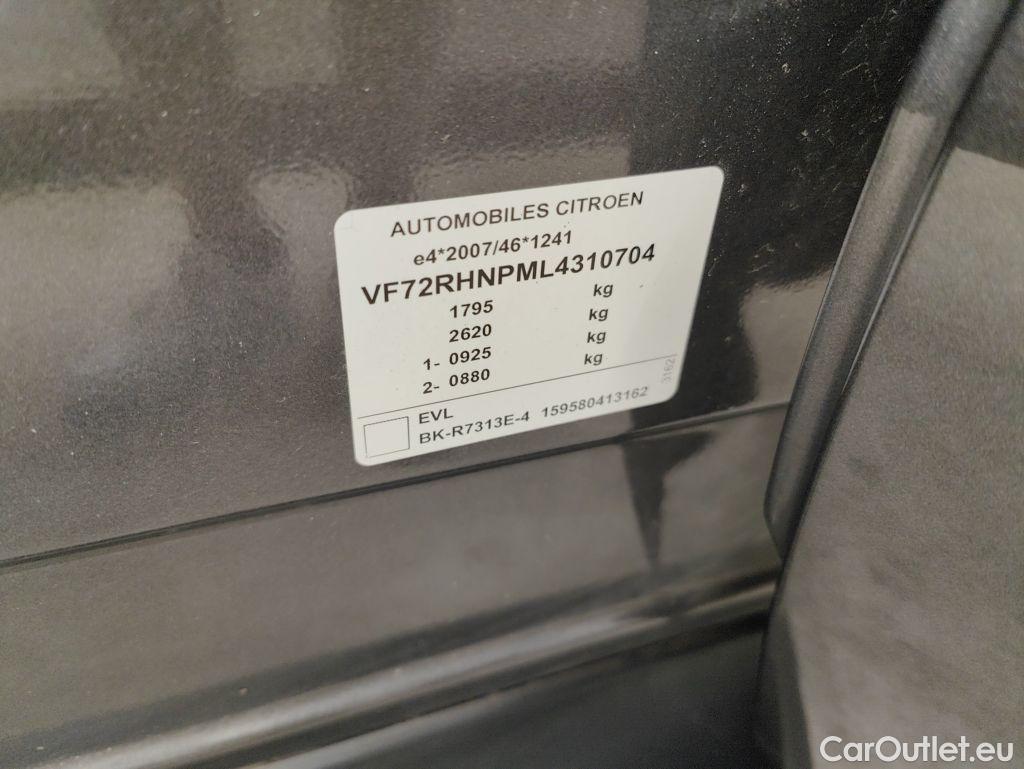 AUTOMOBILES CITROEN
e4*2007/46*1241
VF72RHNPML4310704
1795 kg
2620 kg
1- 0925 kg
2- 0880 kg
EVL
BK-R7313E-4 159580413162
3162
CarOutlet.eu